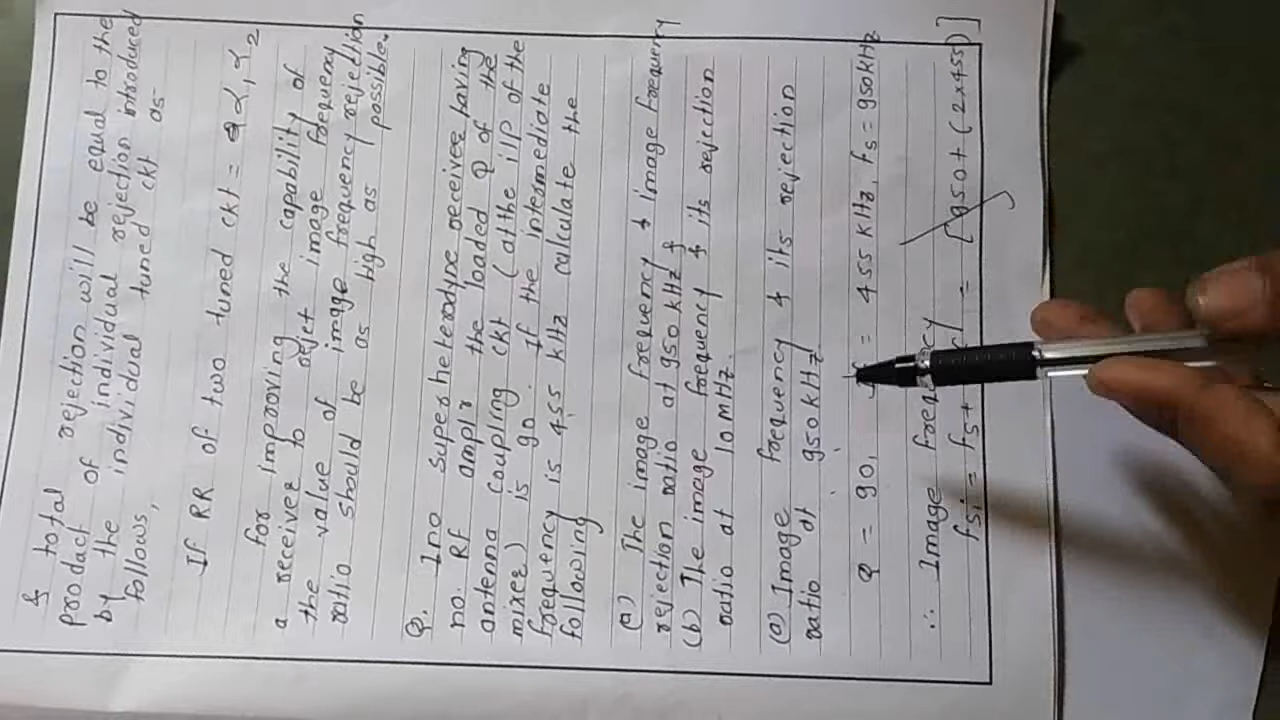 & total rejection will be equal to the
product of individual rejection introduced
by the individual tuned ckt as
follows,
If RR of two tuned ckt = α α1, α2
for improving the capability of
a receiver to rejet image frequency
the value of image frequency rejection
ratio should be as high as possible.
Q. In a superheterodype receiver having
no. RF amplr the loaded Q of the
antenna coupling ckt (at the i/p of the
mixer) is 90. If the intermediate
frequency is 455 kHz calculate the
following
(a) The image frequency & image frequency
rejection ratio at 950 kHz &
(b) The image frequency & its rejection
ratio at 10 MHz.
(a) Image frequency & its rejection
ratio at 950 kHz
Q = 90, = 455 kHz, fs = 950 kHz
∴ Image frequency
fsi = fs + = [950 + (2×455)]